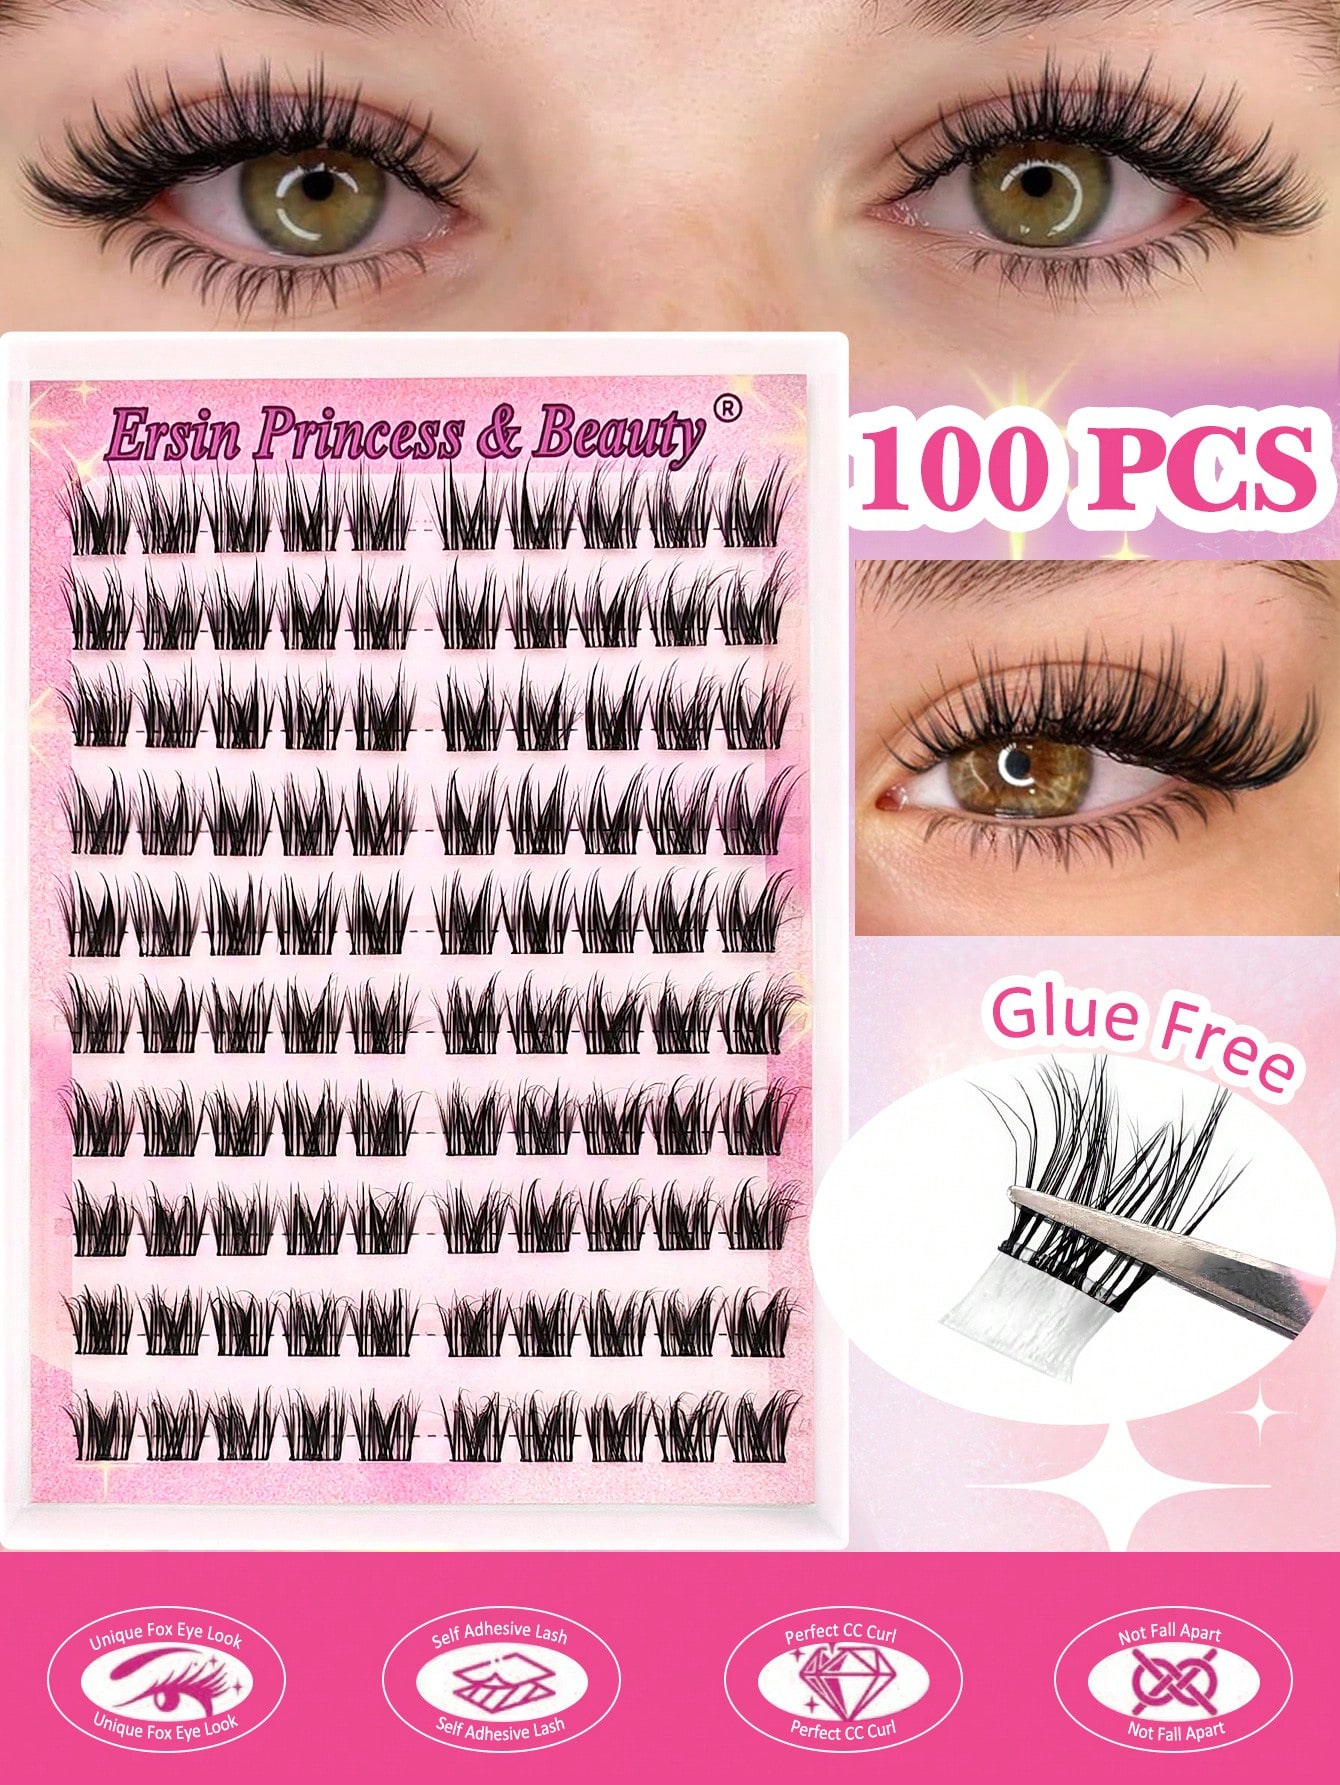 Ersin Princess & Beauty®
100 PCS
Glue Free
Unique Fox Eye Look
Unique Fox Eye Look
Self Adhesive Lash
Self Adhesive Lash
Perfect CC Curl
Perfect CC Curl
Not Fall Apart
Not Fall Apart